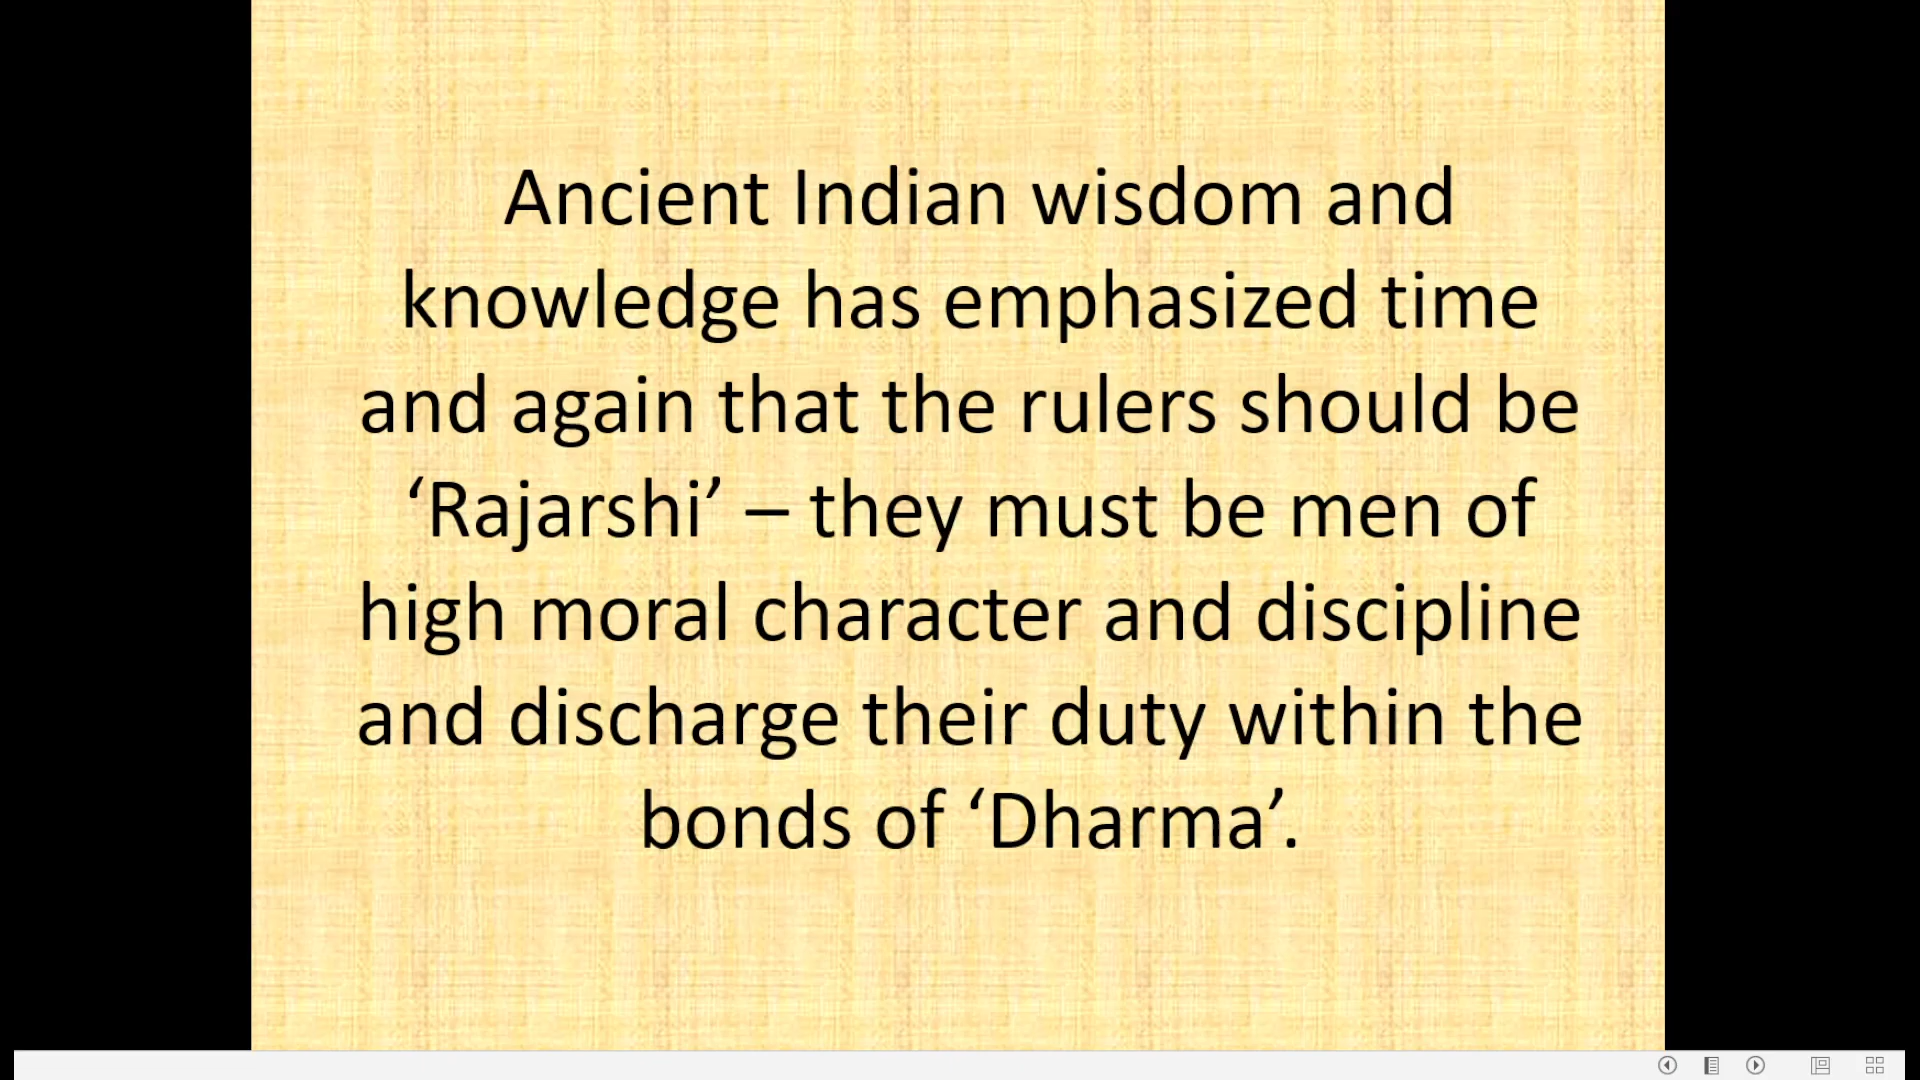 Ancient Indian wisdom and
knowledge has emphasized time
and again that the rulers should be
‘Rajarshi’ – they must be men of
high moral character and discipline
and discharge their duty within the
bonds of ‘Dharma’.